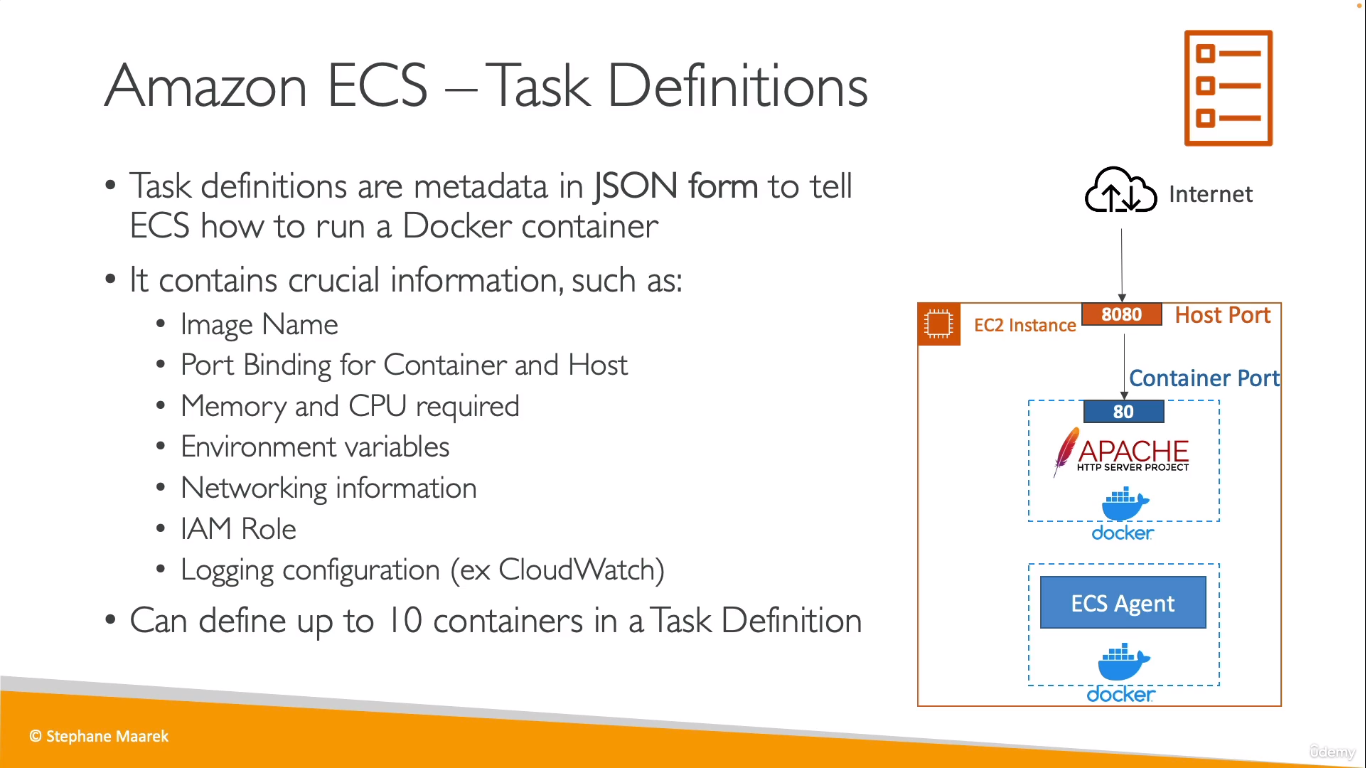 Amazon ECS – Task Definitions
• Task definitions are metadata in JSON form to tell
ECS how to run a Docker container
• It contains crucial information, such as:
• Image Name
• Port Binding for Container and Host
• Memory and CPU required
• Environment variables
• Networking information
• IAM Role
• Logging configuration (ex CloudWatch)
• Can define up to 10 containers in a Task Definition
Internet
EC2 Instance
8080
Host Port
Container Port
80
APACHE
HTTP SERVER PROJECT
docker
ECS Agent
docker
© Stephane Maarek
ûdemy